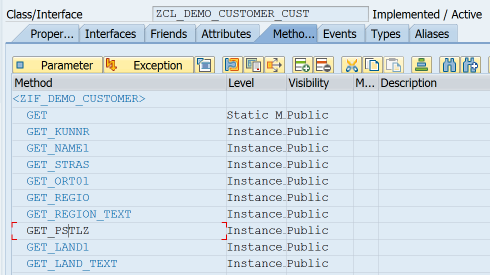 Class/Interface ZCL_DEMO_CUSTOMER_CUST Implemented / Active
Proper... Interfaces Friends Attributes Metho... Events Types Aliases
Parameter Exception
Method Level Visibility M... Description
<ZIF_DEMO_CUSTOMER>
GET Static M Public
GET_KUNNR Instance Public
GET_NAME1 Instance Public
GET_STRAS Instance Public
GET_ORT01 Instance Public
GET_REGIO Instance Public
GET_REGION_TEXT Instance Public
GET_PSTLZ Instance Public
GET_LAND1 Instance Public
GET_LAND_TEXT Instance Public